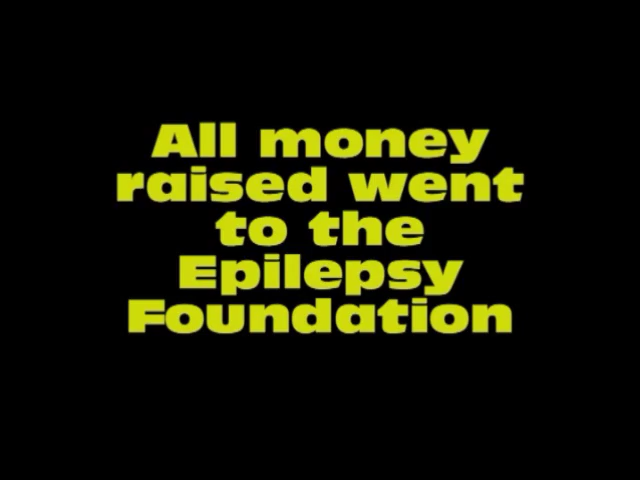 All money
raised went
to the
Epilepsy
Foundation